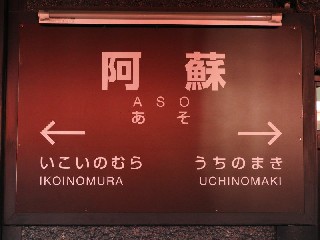 阿蘇
ASO
あそ
← →
いこいのむら うちのまき
IKOINOMURA UCHINOMAKI